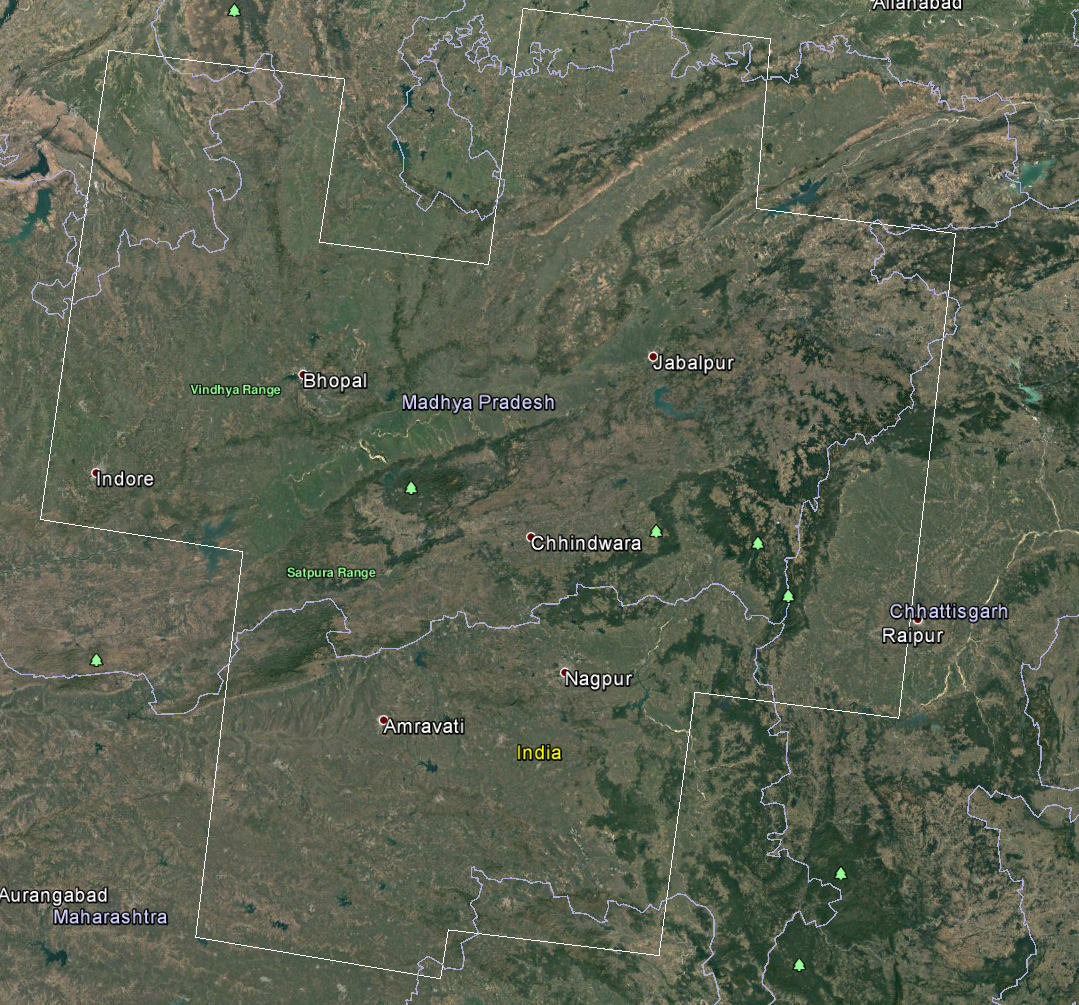 Allahabad
Jabalpur
Bhopal
Vindhya Range
Madhya Pradesh
Indore
Chhindwara
Satpura Range
Chhattisgarh
Raipur
Nagpur
Amravati
India
Aurangabad
Maharashtra